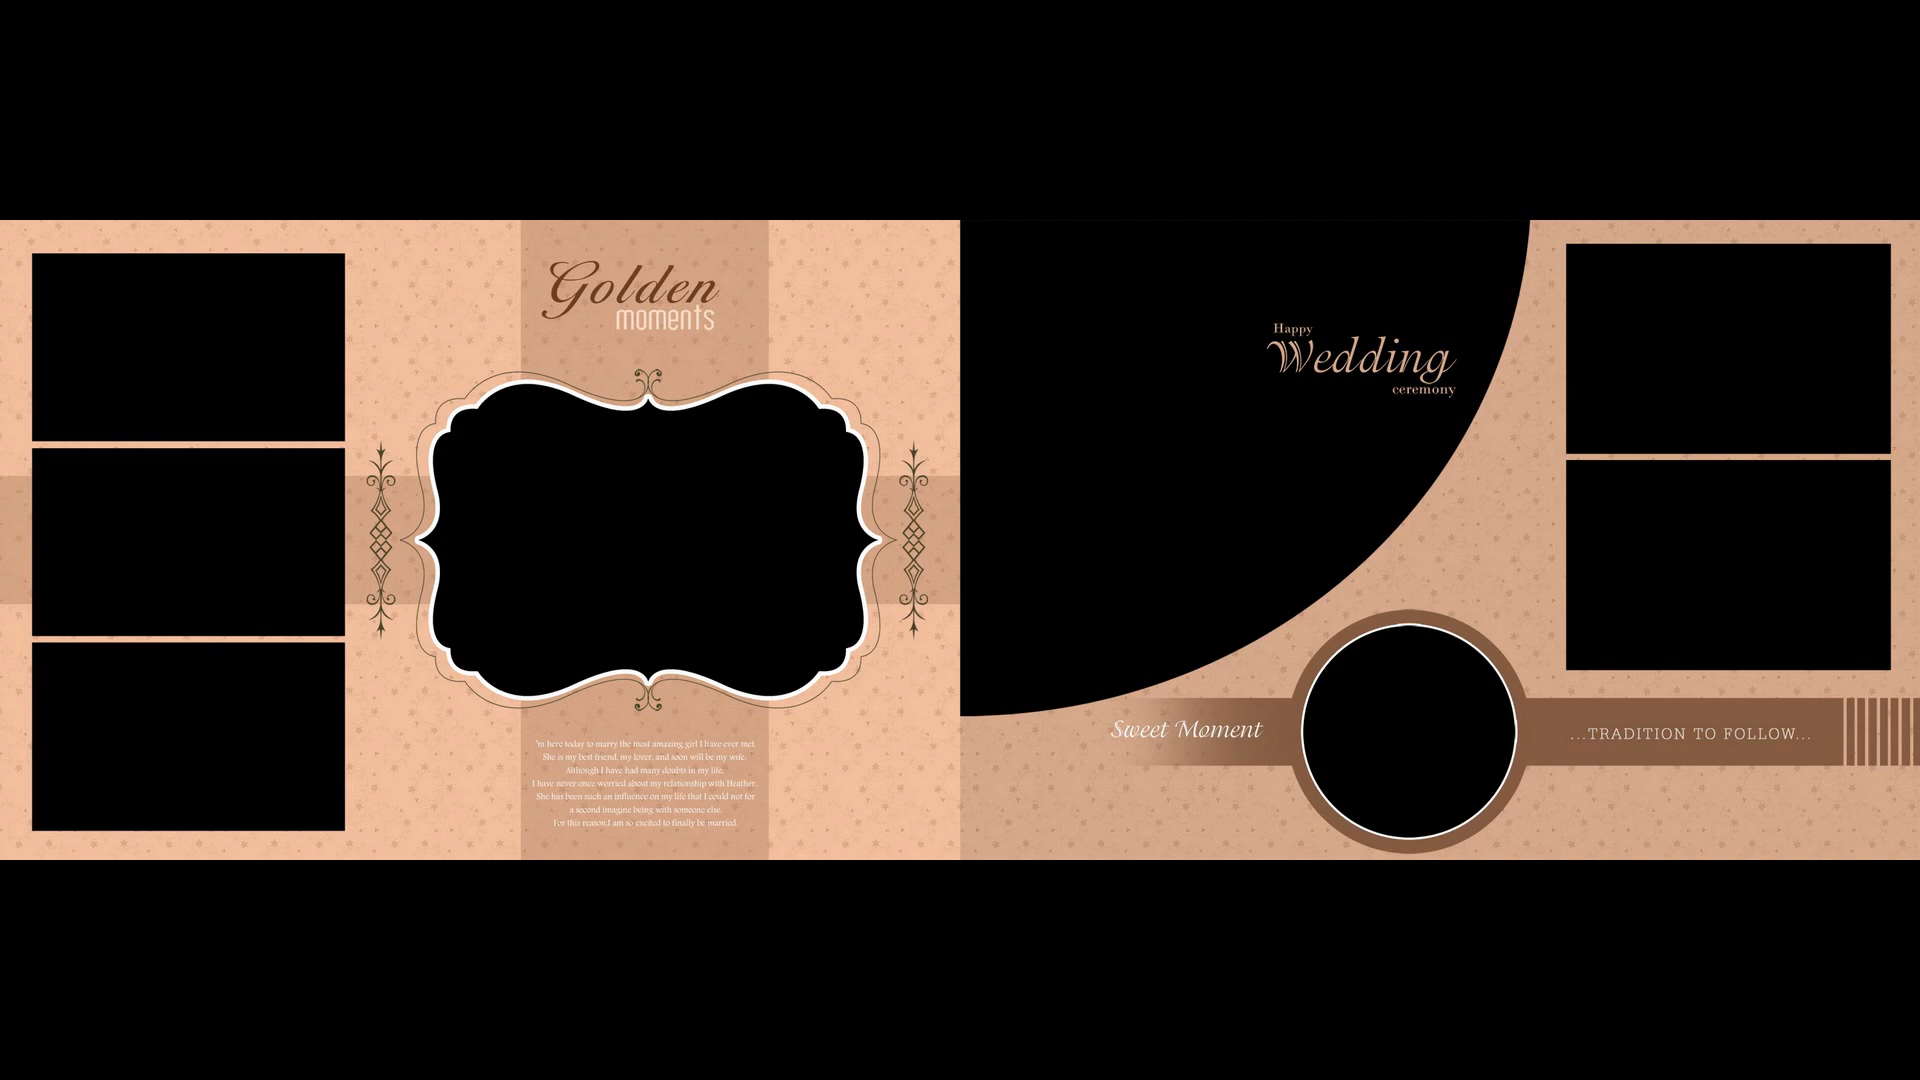 Golden
moments
'm here today to marry the most amazing girl I have ever met.
She is my best friend, my lover, and soon will be my wife.
Although I have had many doubts in my life,
I have never once worried about my relationship with Heather.
She has been such an influence on my life that I could not for
a second imagine being with someone else.
For this reason,I am so excited to finally be married.
Happy
Wedding
ceremony
Sweet Moment
...TRADITION TO FOLLOW...